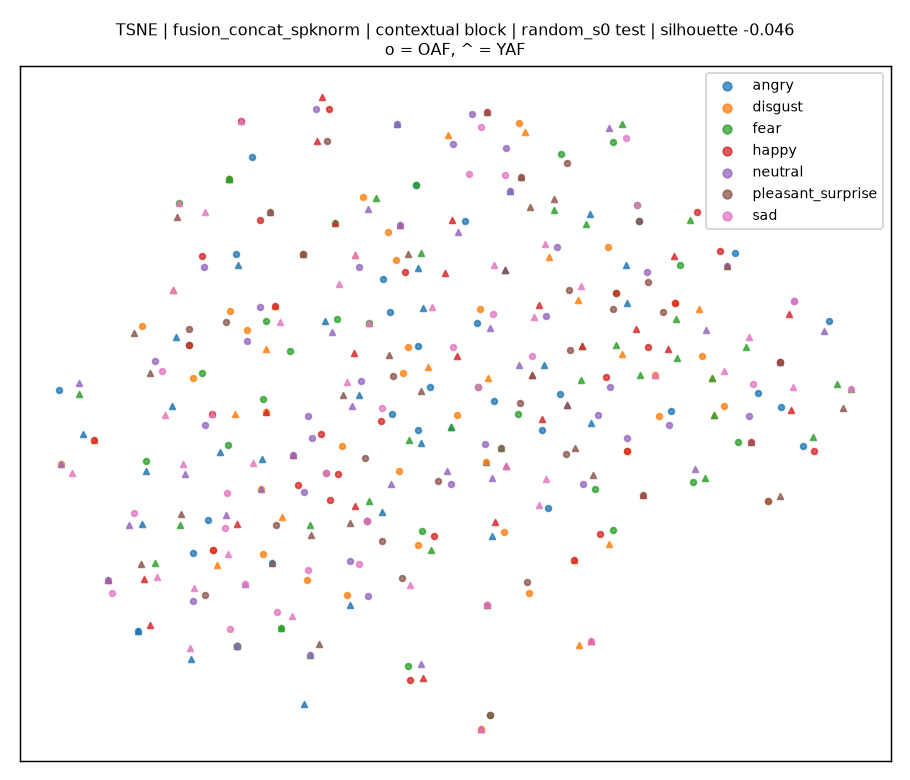 TSNE | fusion_concat_spknorm | contextual block | random_s0 test | silhouette -0.046
o = OAF, ^ = YAF
angry
disgust
fear
happy
neutral
pleasant_surprise
sad